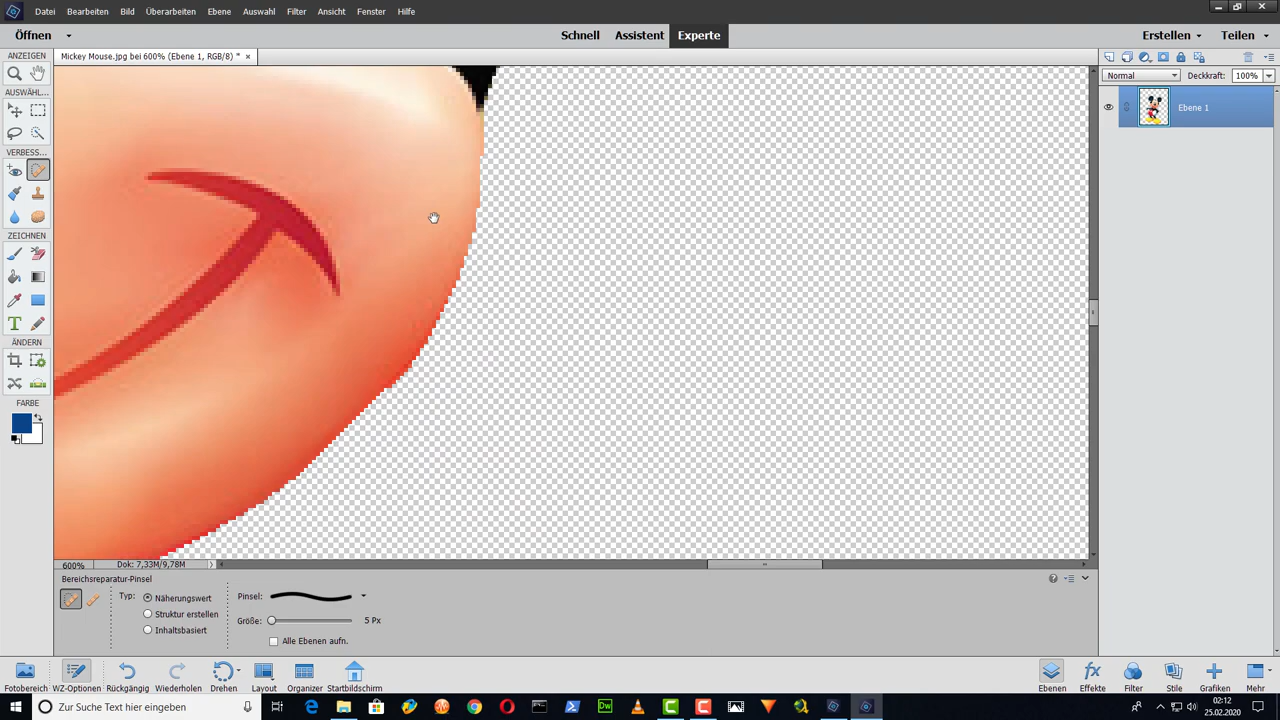 Datei Bearbeiten Bild Überarbeiten Ebene Auswahl Filter Ansicht Fenster Hilfe
Öffnen Schnell Assistent Experte Erstellen Teilen
Mickey Mouse.jpg bei 600% (Ebene 1, RGB/8) * ×
ANZEIGEN
AUSWÄHL...
VERBESS...
ZEICHNEN
ÄNDERN
FARBE
Normal Deckkraft: 100%
Ebene 1
600% Dok: 7,33M/9,78M
Bereichsreparatur-Pinsel
Typ: Näherungswert
Struktur erstellen
Inhaltsbasiert
Pinsel:
Größe: 5 Px
Alle Ebenen aufn.
Fotobereich WZ-Optionen Rückgängig Wiederholen Drehen Layout Organizer Startbildschirm Ebenen Effekte Filter Stile Grafiken Mehr
Zur Suche Text hier eingeben
02:12
25.02.2020